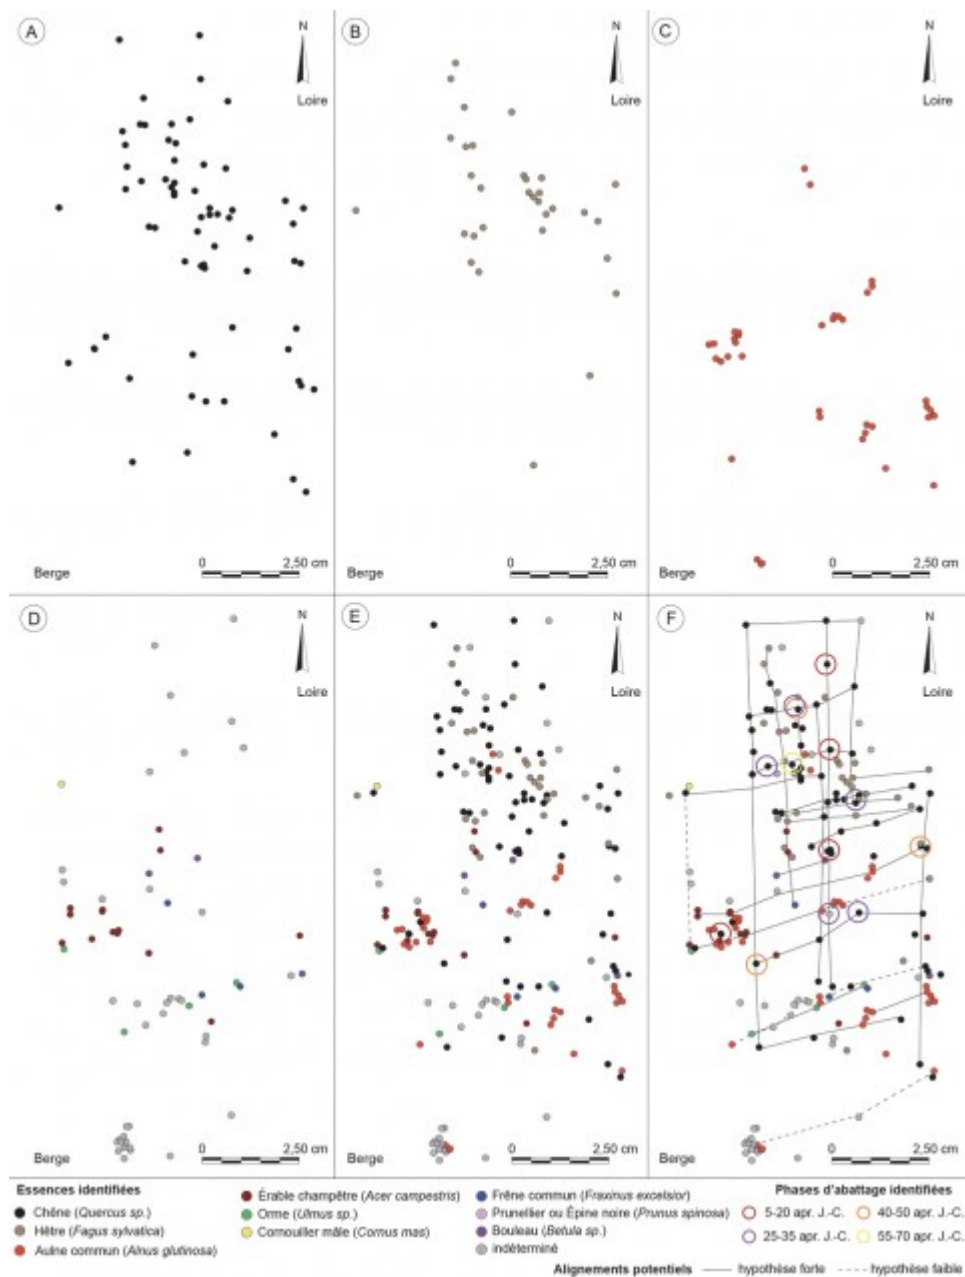 A
N
Loire
0 2,50 cm
Berge
B
N
Loire
0 2,50 cm
Berge
C
N
Loire
0 2,50 cm
Berge
D
N
Loire
0 2,50 cm
Berge
E
N
Loire
0 2,50 cm
Berge
F
N
Loire
0 2,50 cm
Berge
Essences identifiées
Chêne (Quercus sp.)
Hêtre (Fagus sylvatica)
Aulne commun (Alnus glutinosa)
Érable champêtre (Acer campestris)
Orme (Ulmus sp.)
Cornouiller mâle (Cornus mas)
Frêne commun (Fraxinus excelsior)
Prunellier ou Épine noire (Prunus spinosa)
Bouleau (Betula sp.)
indéterminé
Phases d'abattage identifiées
5-20 apr. J.-C.
40-50 apr. J.-C.
25-35 apr. J.-C.
55-70 apr. J.-C.
Alignements potentiels hypothèse forte hypothèse faible